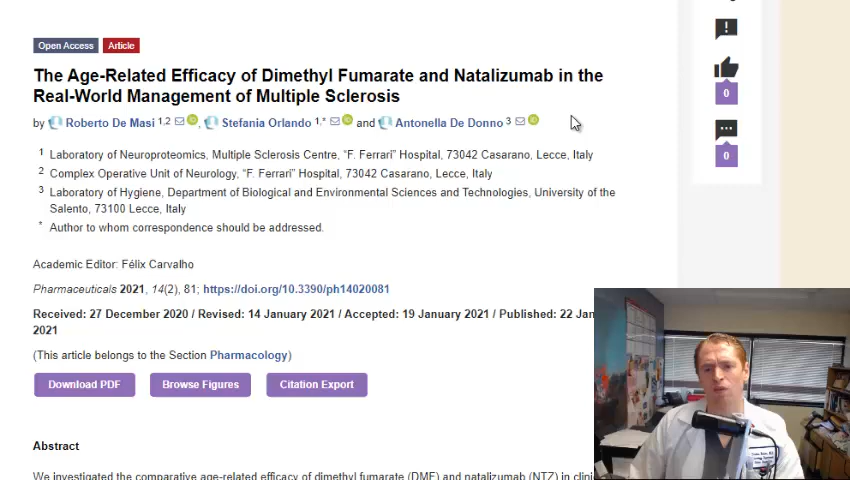 Open Access Article
The Age-Related Efficacy of Dimethyl Fumarate and Natalizumab in the
Real-World Management of Multiple Sclerosis
by Roberto De Masi 1,2, Stefania Orlando 1,* and Antonella De Donno 3
1 Laboratory of Neuroproteomics, Multiple Sclerosis Centre, “F. Ferrari” Hospital, 73042 Casarano, Lecce, Italy
2 Complex Operative Unit of Neurology, “F. Ferrari” Hospital, 73042 Casarano, Lecce, Italy
3 Laboratory of Hygiene, Department of Biological and Environmental Sciences and Technologies, University of the
Salento, 73100 Lecce, Italy
* Author to whom correspondence should be addressed.
Academic Editor: Félix Carvalho
Pharmaceuticals 2021, 14(2), 81; https://doi.org/10.3390/ph14020081
Received: 27 December 2020 / Revised: 14 January 2021 / Accepted: 19 January 2021 / Published: 22 Jan
2021
(This article belongs to the Section Pharmacology)
Download PDF Browse Figures Citation Export
Abstract
We investigated the comparative age-related efficacy of dimethyl fumarate (DMF) and natalizumab (NTZ) in clini
0
0